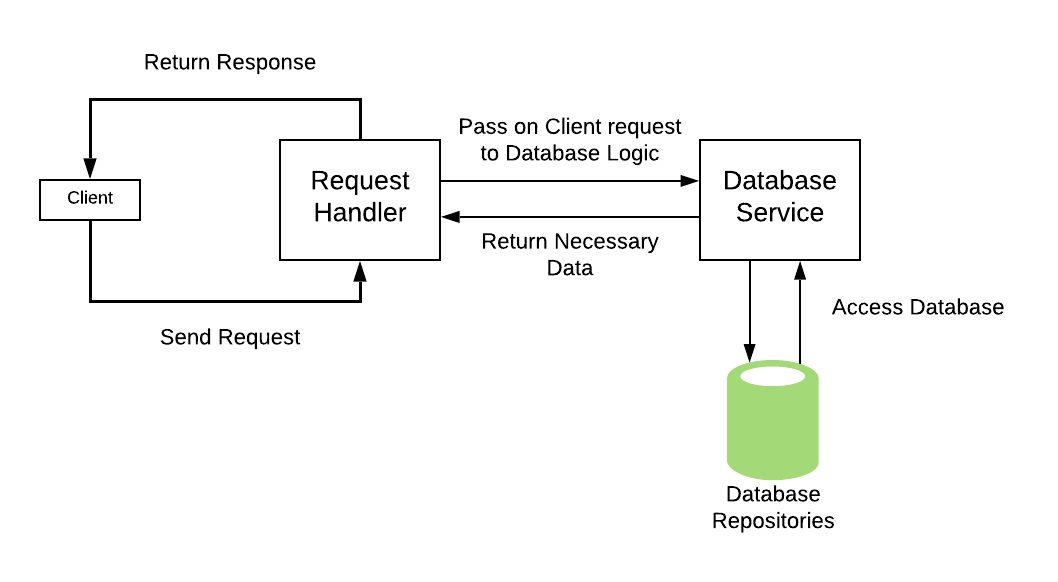 Return Response
Pass on Client request
to Database Logic
Client
Request
Handler
Database
Service
Return Necessary
Data
Send Request
Access Database
Database
Repositories